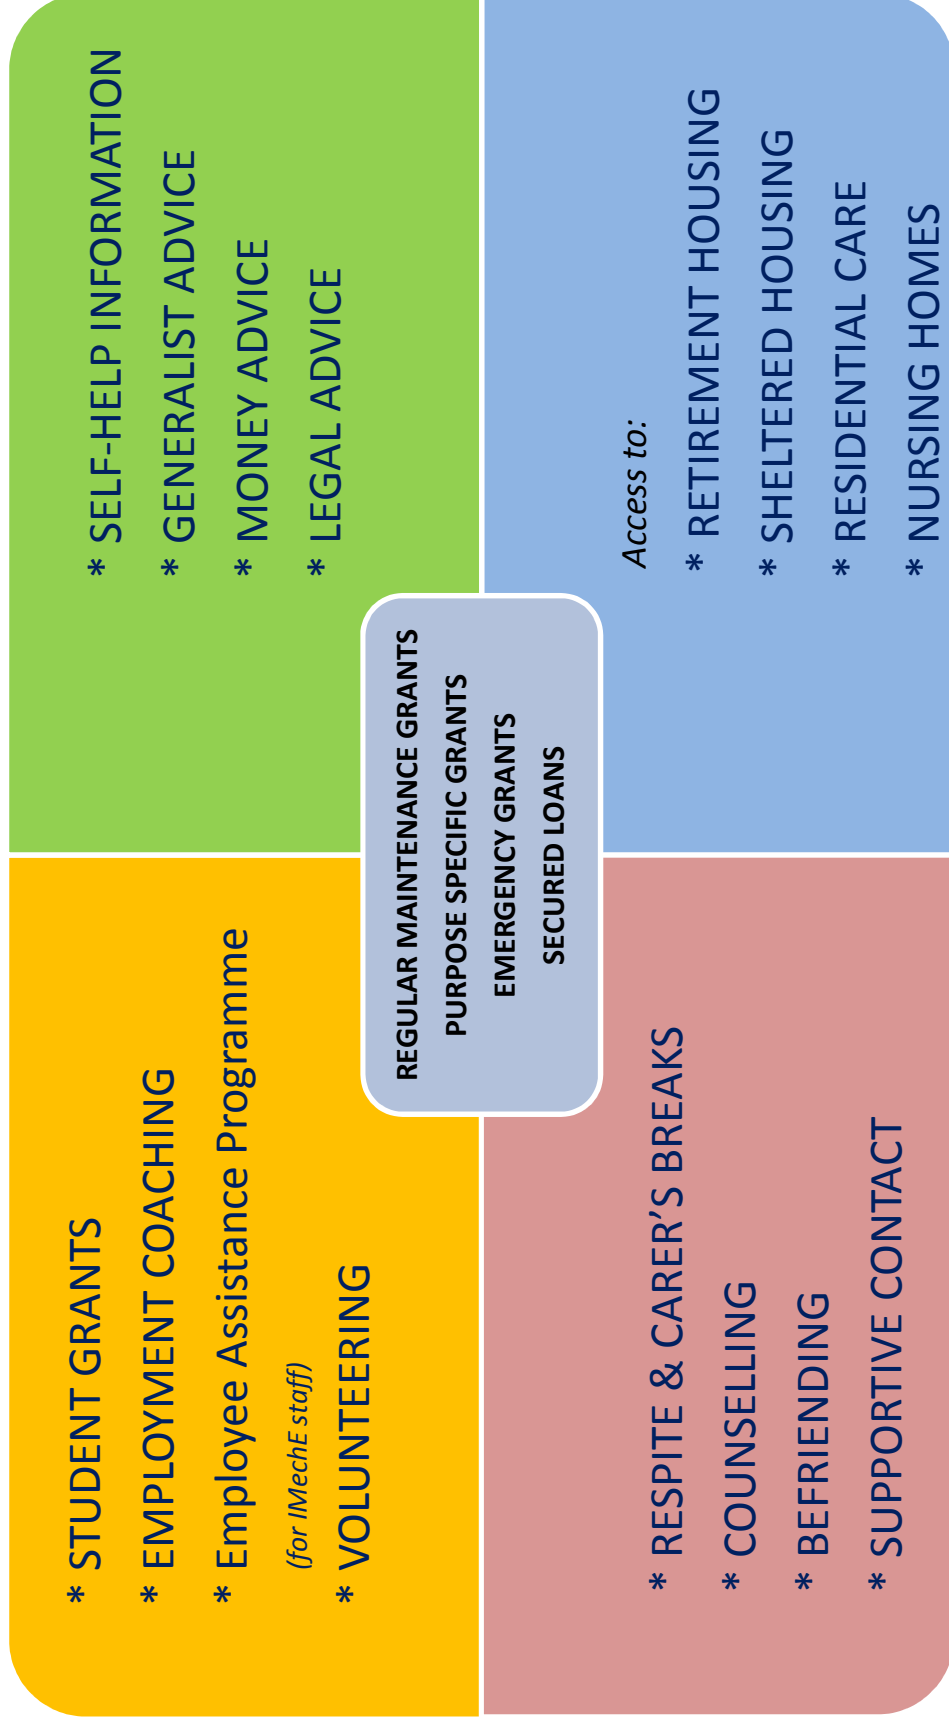 * STUDENT GRANTS
* EMPLOYMENT COACHING
* Employee Assistance Programme
(for IMechE staff)
* VOLUNTEERING
* SELF-HELP INFORMATION
* GENERALIST ADVICE
* MONEY ADVICE
* LEGAL ADVICE
REGULAR MAINTENANCE GRANTS
PURPOSE SPECIFIC GRANTS
EMERGENCY GRANTS
SECURED LOANS
* RESPITE & CARER’S BREAKS
* COUNSELLING
* BEFRIENDING
* SUPPORTIVE CONTACT
Access to:
* RETIREMENT HOUSING
* SHELTERED HOUSING
* RESIDENTIAL CARE
* NURSING HOMES